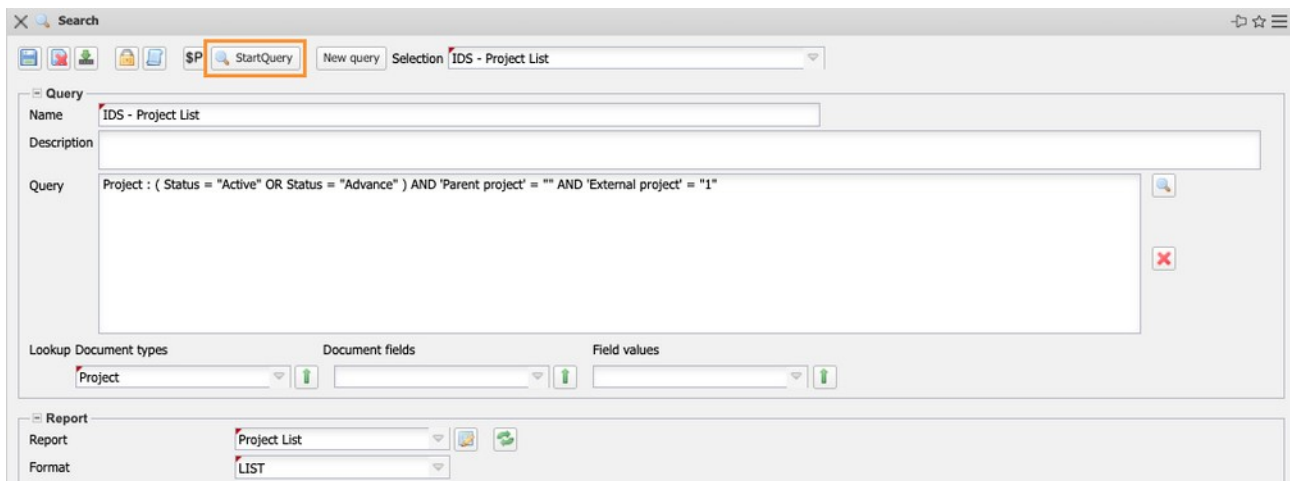 Search
$P StartQuery New query Selection IDS - Project List
Query
Name IDS - Project List
Description
Query Project : ( Status = "Active" OR Status = "Advance" ) AND 'Parent project' = "" AND 'External project' = "1"
Lookup Document types Document fields Field values
Project
Report
Report Project List
Format LIST